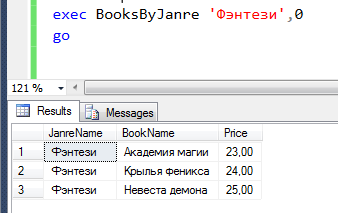 exec BooksByJanre 'Фэнтези',0
go
121 %
Results Messages
JanreName BookName Price
1 Фэнтези Академия магии 23,00
2 Фэнтези Крылья феникса 24,00
3 Фэнтези Невеста демона 25,00